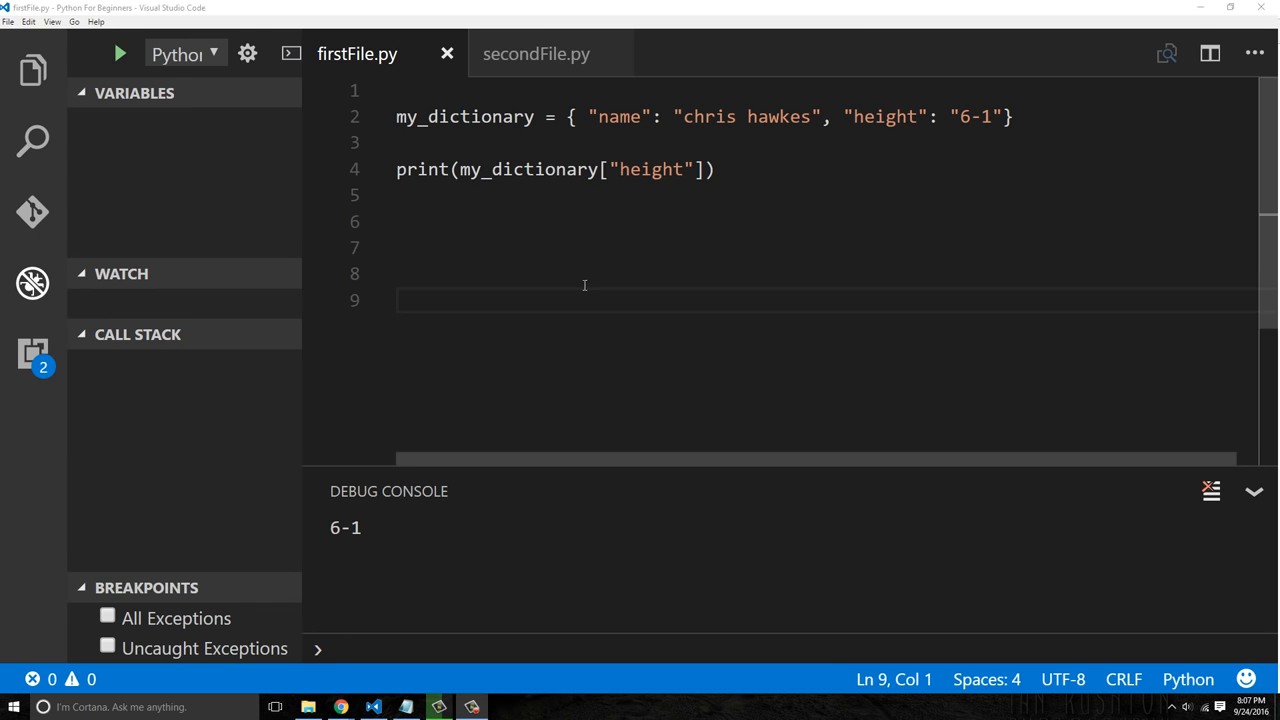 firstFile.py - Python For Beginners - Visual Studio Code
File Edit View Go Help
Python
firstFile.py
secondFile.py
VARIABLES
WATCH
CALL STACK
BREAKPOINTS
All Exceptions
Uncaught Exceptions
2
1
2 my_dictionary = { "name": "chris hawkes", "height": "6-1"}
3
4 print(my_dictionary["height"])
5
6
7
8
9
DEBUG CONSOLE
6-1
0 0
Ln 9, Col 1 Spaces: 4 UTF-8 CRLF Python
I'm Cortana. Ask me anything.
8:07 PM
9/24/2016